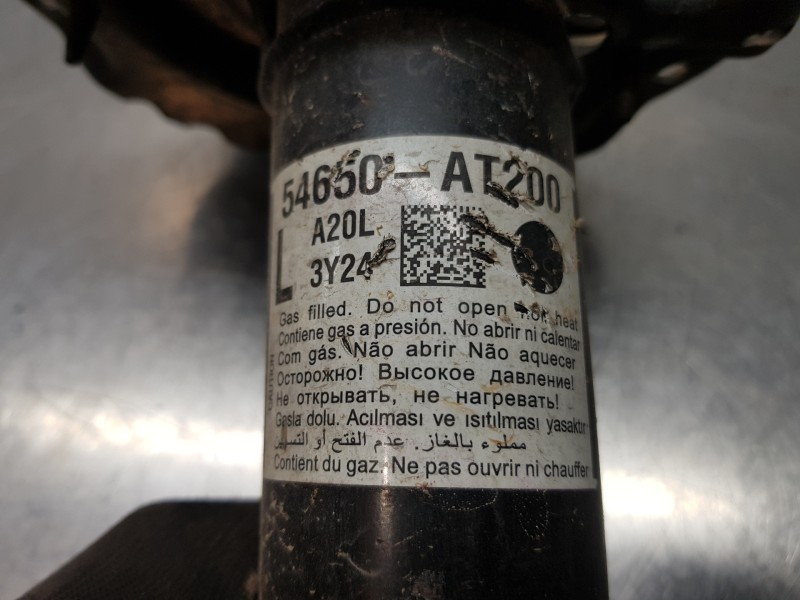 54650-AT200
L
A20L
3Y24
Gas filled. Do not open nor heat
Contiene gas a presión. No abrir ni calentar
Com gás. Não abrir Não aquecer
Осторожно! Высокое давление!
Не открывать, не нагревать!
Gasla dolu. Acılması ve ısıtılması yasaktır
مملوء بالغاز. عدم الفتح أو التسخين
Contient du gaz. Ne pas ouvrir ni chauffer
CAUTION